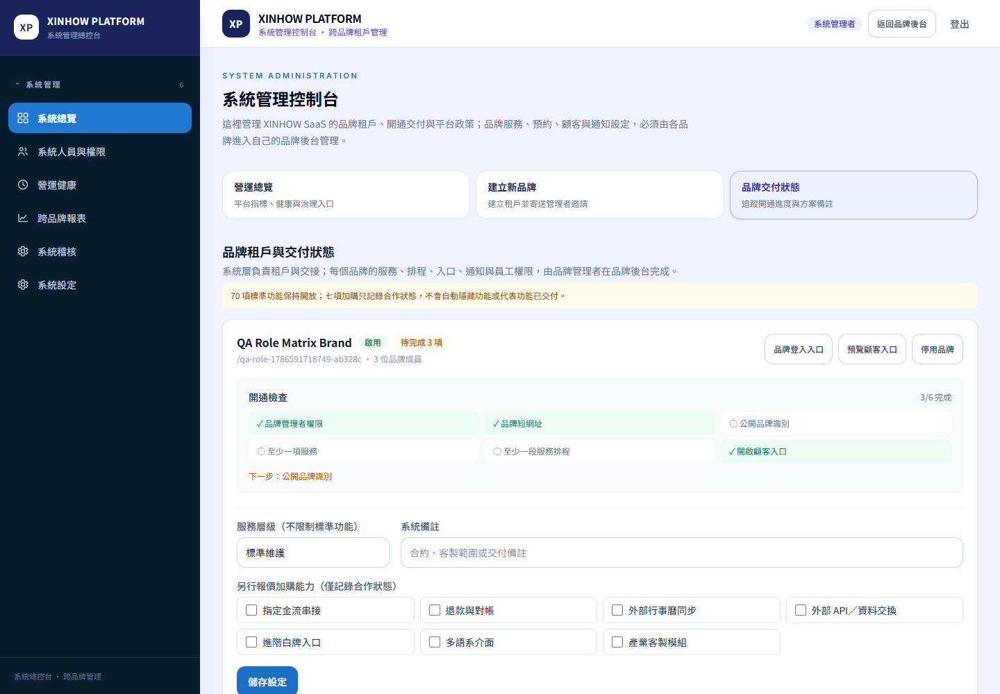 XP
XINHOW PLATFORM
系統管理總控台
系統管理
6
系統總覽
系統人員與權限
營運健康
跨品牌報表
系統稽核
系統設定
系統總控台 · 跨品牌管理
XP
XINHOW PLATFORM
系統管理控制台 · 跨品牌租戶管理
系統管理者
返回品牌後台
登出
SYSTEM ADMINISTRATION
系統管理控制台
這裡管理 XINHOW SaaS 的品牌租戶、開通交付與平台政策；品牌服務、預約、顧客與通知設定，必須由各品
牌進入自己的品牌後台管理。
營運總覽
平台指標、健康與治理入口
建立新品牌
建立租戶並寄送管理者邀請
品牌交付狀態
追蹤開通進度與方案備註
品牌租戶與交付狀態
系統層負責租戶與交接；每個品牌的服務、排程、入口、通知與員工權限，由品牌管理者在品牌後台完成。
70 項標準功能保持開放；七項加購只記錄合作狀態，不會自動隱藏功能或代表功能已交付。
QA Role Matrix Brand
啟用
待完成 3 項
/qa-role-1786591718749-ab328c · 3 位品牌成員
品牌登入入口
預覽顧客入口
停用品牌
開通檢查
3/6 完成
✓ 品牌管理者權限
✓ 品牌短網址
○ 公開品牌識別
○ 至少一項服務
○ 至少一段服務排程
✓ 開啟顧客入口
下一步：公開品牌識別
服務層級（不限制標準功能）
系統備註
標準維護
合約、客製範圍或交付備註
另行報價加購能力（僅記錄合作狀態）
指定金流串接
退款與對帳
外部行事曆同步
外部 API／資料交換
進階白牌入口
多語系介面
產業客製模組
儲存設定